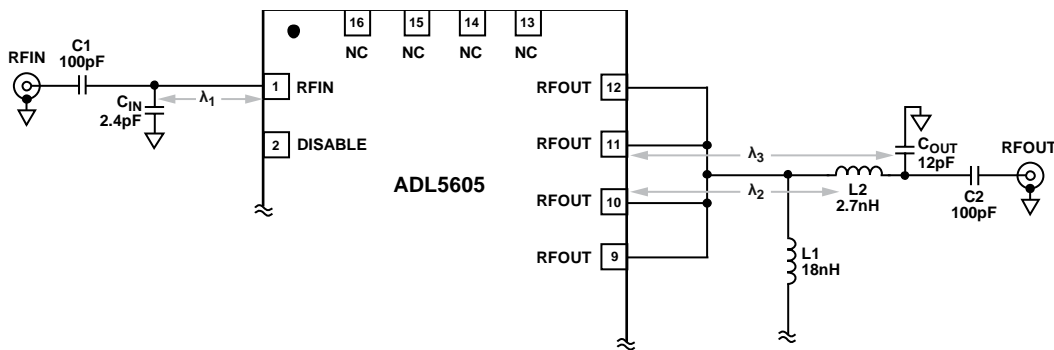 16
15
14
13
NC
NC
NC
NC
C1
100pF
RFIN
CIN
2.4pF
λ1
1
RFIN
2
DISABLE
ADL5605
RFOUT
12
RFOUT
11
RFOUT
10
RFOUT
9
λ3
λ2
L2
2.7nH
COUT
12pF
C2
100pF
RFOUT
L1
18nH